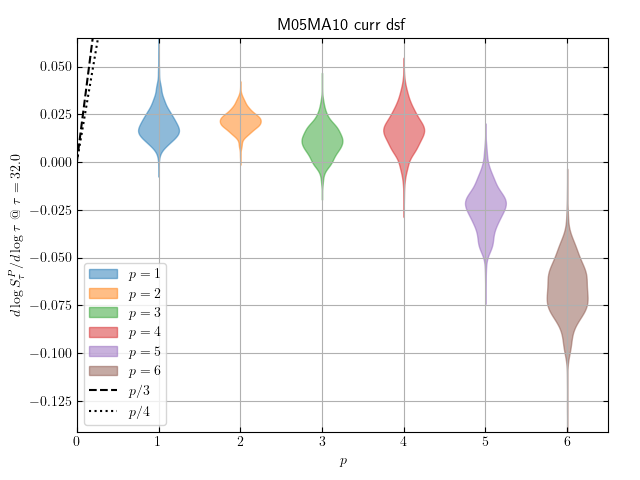 M05MA10 curr dsf
d log S_τ^P / d log τ @ τ = 32.0
0.050
0.025
0.000
−0.025
−0.050
−0.075
−0.100
−0.125
p = 1
p = 2
p = 3
p = 4
p = 5
p = 6
p/3
p/4
0 1 2 3 4 5 6
p